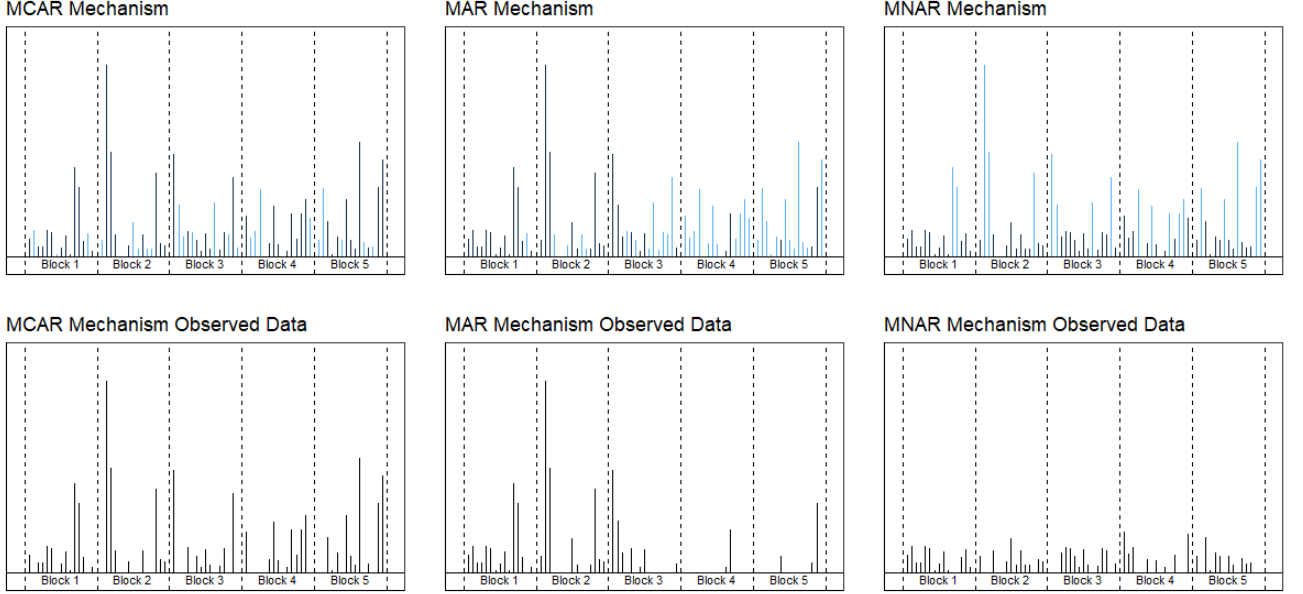 MCAR Mechanism
MAR Mechanism
MNAR Mechanism
Block 1 Block 2 Block 3 Block 4 Block 5
Block 1 Block 2 Block 3 Block 4 Block 5
Block 1 Block 2 Block 3 Block 4 Block 5
MCAR Mechanism Observed Data
MAR Mechanism Observed Data
MNAR Mechanism Observed Data
Block 1 Block 2 Block 3 Block 4 Block 5
Block 1 Block 2 Block 3 Block 4 Block 5
Block 1 Block 2 Block 3 Block 4 Block 5